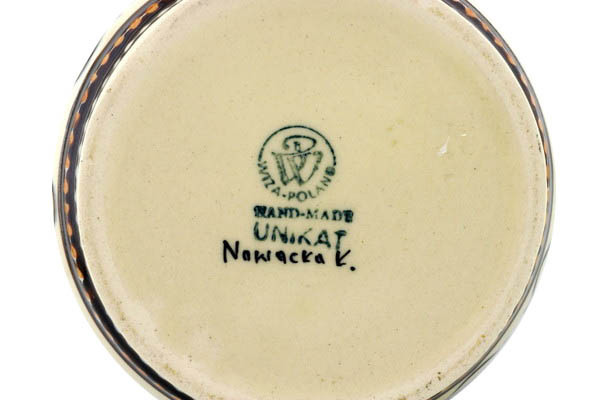 WIZA-POLAND
HAND-MADE
UNIKAT
Nowacka K.